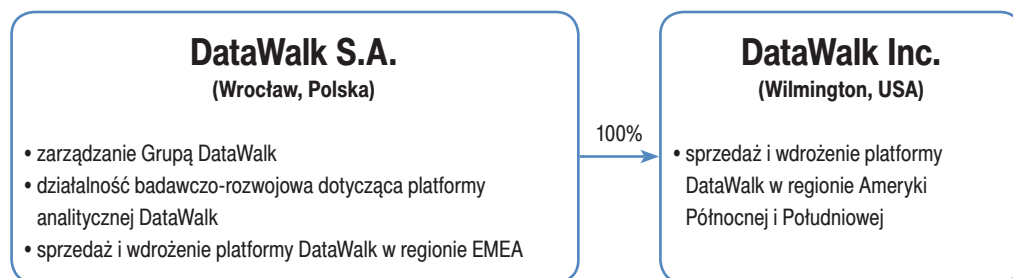 DataWalk S.A.
(Wrocław, Polska)
• zarządzanie Grupą DataWalk
• działalność badawczo-rozwojowa dotycząca platformy
analitycznej DataWalk
• sprzedaż i wdrożenie platformy DataWalk w regionie EMEA
100%
DataWalk Inc.
(Wilmington, USA)
• sprzedaż i wdrożenie platformy
DataWalk w regionie Ameryki
Północnej i Południowej